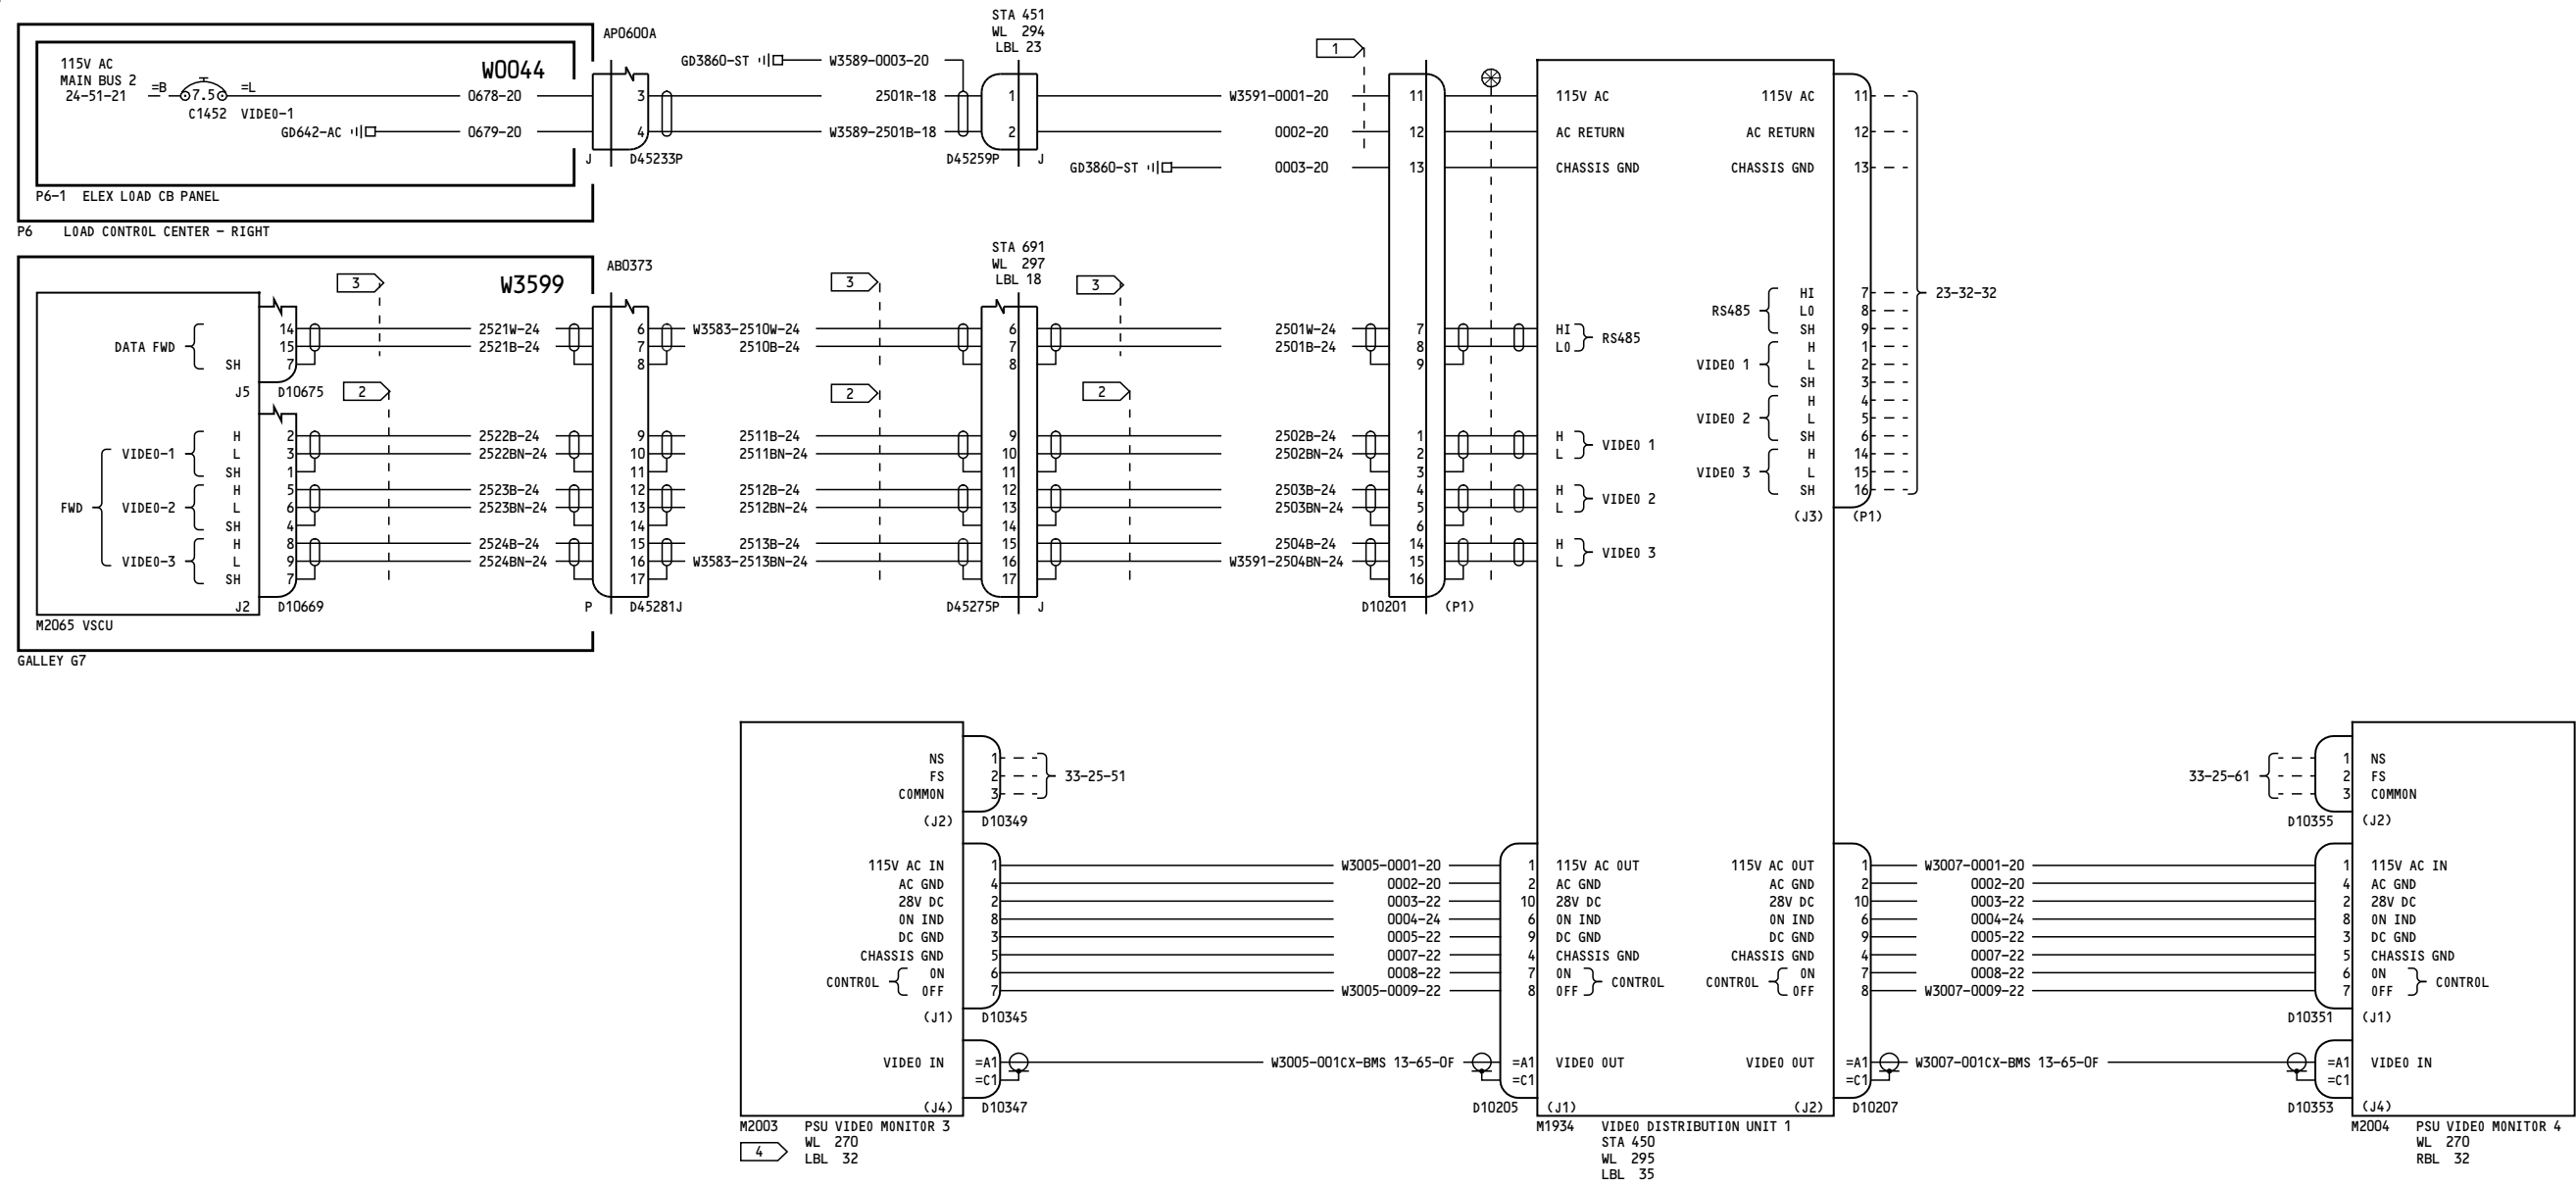 STA 451
WL 294
LBL 23
AP0600A
1
115V AC
MAIN BUS 2
24-51-21
=B
7.5
=L
C1452 VIDEO-1
W0044
0678-20
GD642-AC
0679-20
J
D45233P
3
4
P6-1 ELEX LOAD CB PANEL
P6 LOAD CONTROL CENTER - RIGHT
GD3860-ST
W3589-0003-20
2501R-18
W3589-2501B-18
1
2
D45259P
J
W3591-0001-20
0002-20
GD3860-ST
0003-20
11
12
13
115V AC
AC RETURN
CHASSIS GND
115V AC
AC RETURN
CHASSIS GND
11
12
13
STA 691
WL 297
LBL 18
AB0373
W3599
3
3
3
DATA FWD
SH
14
15
7
J5
D10675
2521W-24
2521B-24
6
7
8
W3583-2510W-24
2510B-24
6
7
8
2501W-24
2501B-24
7
8
9
HI
LO
RS485
2
2
2
FWD
VIDEO-1
H
L
SH
2
3
1
VIDEO-2
H
L
SH
5
6
4
VIDEO-3
H
L
SH
8
9
7
J2
D10669
M2065 VSCU
GALLEY G7
2522B-24
2522BN-24
2523B-24
2523BN-24
2524B-24
2524BN-24
9
10
11
12
13
14
15
16
17
P
D45281J
2511B-24
2511BN-24
2512B-24
2512BN-24
2513B-24
W3583-2513BN-24
9
10
11
12
13
14
15
16
17
D45275P
J
2502B-24
2502BN-24
2503B-24
2503BN-24
2504B-24
W3591-2504BN-24
1
2
3
4
5
6
14
15
16
D10201
(P1)
H
L
VIDEO 1
H
L
VIDEO 2
H
L
VIDEO 3
RS485
HI
LO
SH
7
8
9
VIDEO 1
H
L
SH
1
2
3
VIDEO 2
H
L
SH
4
5
6
VIDEO 3
H
L
SH
14
15
16
(J3)
(P1)
23-32-32
NS
FS
COMMON
1
2
3
33-25-51
(J2)
D10349
115V AC IN
AC GND
28V DC
ON IND
DC GND
CHASSIS GND
CONTROL
ON
OFF
1
4
2
8
3
5
6
7
(J1)
D10345
VIDEO IN
=A1
=C1
(J4)
D10347
M2003 PSU VIDEO MONITOR 3
WL 270
LBL 32
4
W3005-0001-20
0002-20
0003-22
0004-24
0005-22
0007-22
0008-22
W3005-0009-22
W3005-001CX-BMS 13-65-0F
1
2
10
6
9
4
7
8
=A1
=C1
D10205
(J1)
115V AC OUT
AC GND
28V DC
ON IND
DC GND
CHASSIS GND
ON
OFF
CONTROL
VIDEO OUT
M1934 VIDEO DISTRIBUTION UNIT 1
STA 450
WL 295
LBL 35
115V AC OUT
AC GND
28V DC
ON IND
DC GND
CHASSIS GND
CONTROL
ON
OFF
VIDEO OUT
1
2
10
6
9
4
7
8
=A1
=C1
(J2)
D10207
W3007-0001-20
0002-20
0003-22
0004-24
0005-22
0007-22
0008-22
W3007-0009-22
W3007-001CX-BMS 13-65-0F
33-25-61
1
2
3
NS
FS
COMMON
D10355
(J2)
1
4
2
8
3
5
6
7
115V AC IN
AC GND
28V DC
ON IND
DC GND
CHASSIS GND
ON
OFF
CONTROL
D10351
(J1)
=A1
=C1
VIDEO IN
D10353
(J4)
M2004 PSU VIDEO MONITOR 4
WL 270
RBL 32